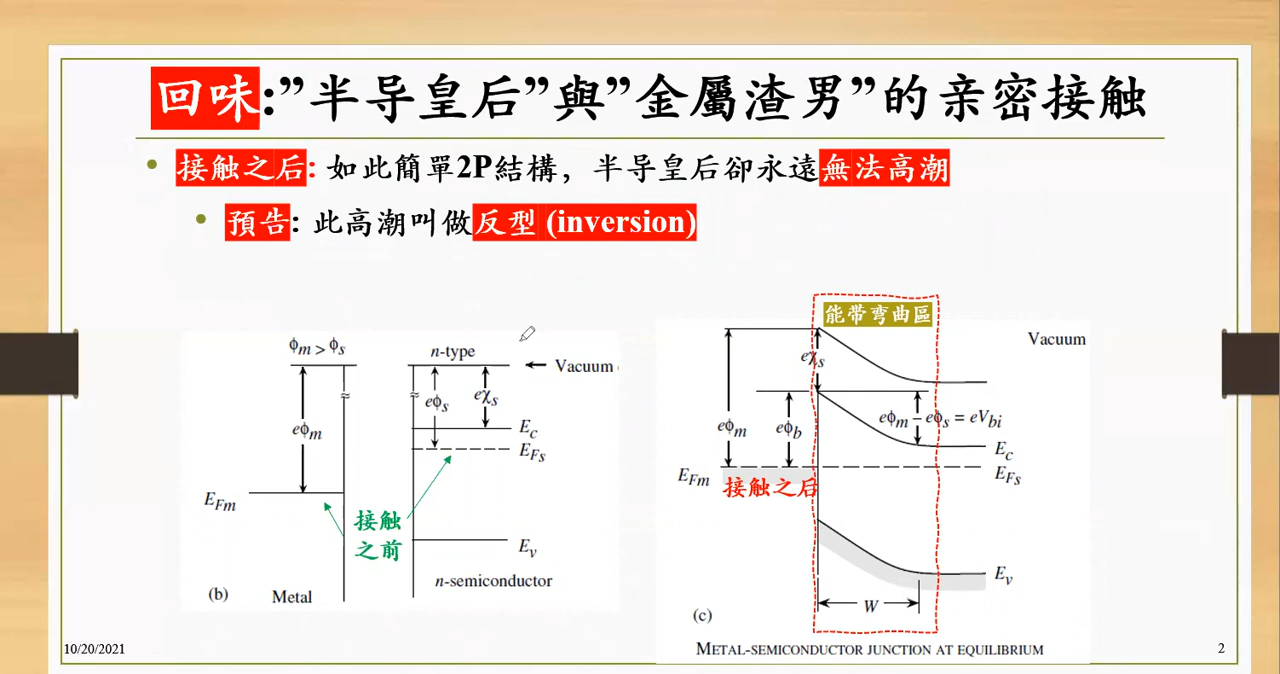 回味:”半导皇后”與”金屬渣男”的亲密接触
接触之后: 如此簡單2P結構，半导皇后卻永遠無法高潮
預告: 此高潮叫做反型 (inversion)
ϕm > ϕs
n-type
Vacuum
eϕs
eχs
eϕm
Ec
EFs
EFm
接触
之前
Ev
n-semiconductor
(b)
Metal
能带弯曲區
Vacuum
eχs
eϕm
eϕb
eϕm – eϕs = eVbi
Ec
EFm
EFs
接触之后
Ev
W
(c)
METAL-SEMICONDUCTOR JUNCTION AT EQUILIBRIUM
10/20/2021
2